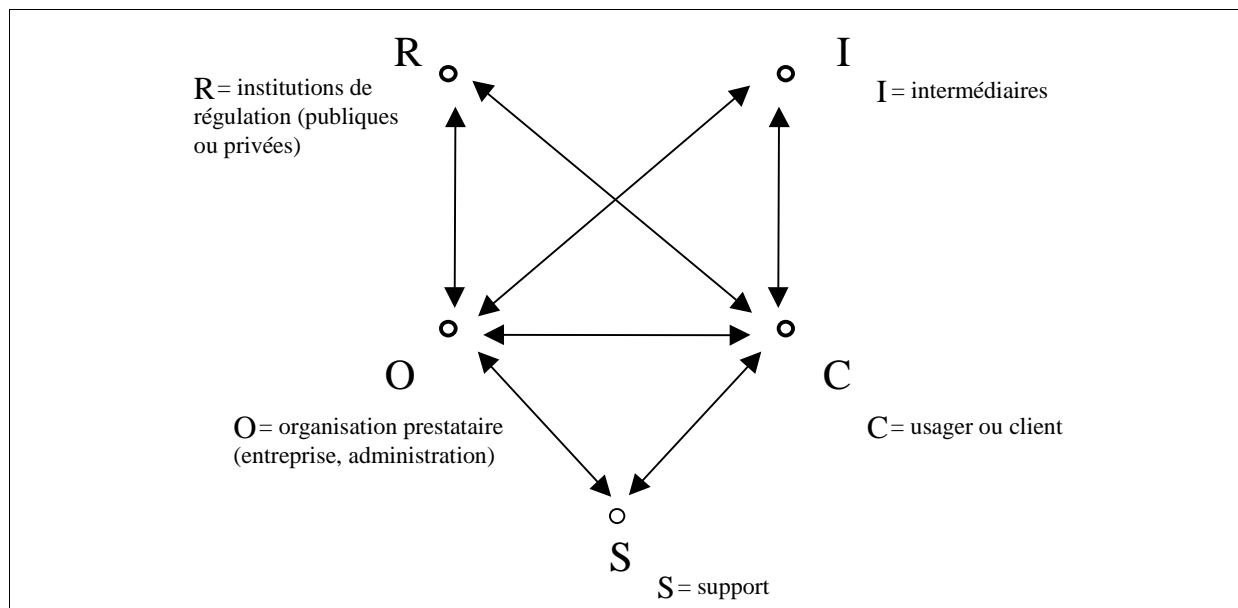 R
I
R= institutions de
régulation (publiques
ou privées)
I= intermédiaires
O
C
O= organisation prestataire
(entreprise, administration)
C= usager ou client
S
S= support